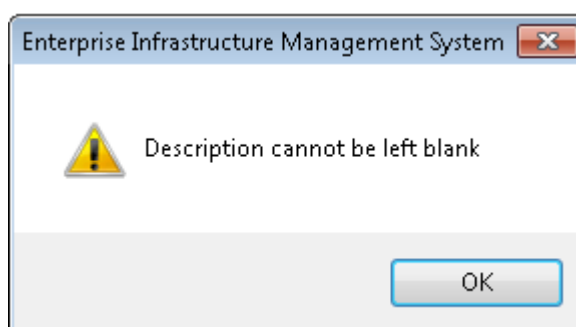 Enterprise Infrastructure Management System
Description cannot be left blank
OK